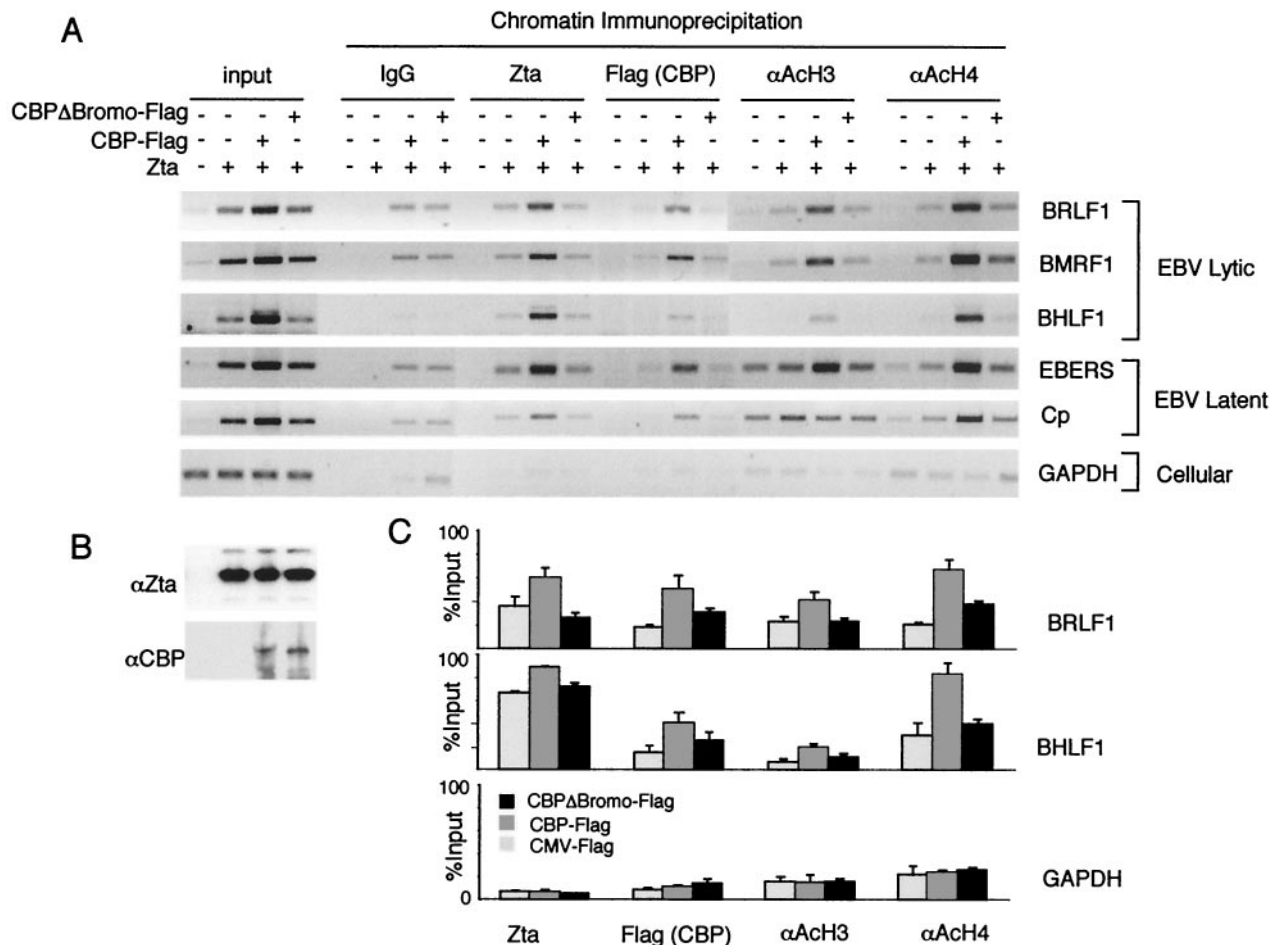 A
Chromatin Immunoprecipitation
input IgG Zta Flag (CBP) αAcH3 αAcH4
CBPΔBromo-Flag - - - + - - - + - - - + - - - + - - - + - - - +
CBP-Flag - - + - - - + - - - + - - - + - - - + - - - + -
Zta - + + + - + + + - + + + - + + + - + + + - + + +
BRLF1
BMRF1
EBV Lytic
BHLF1
EBERS
EBV Latent
Cp
GAPDH
Cellular
B
αZta
αCBP
C
100
%Input
BRLF1
100
%Input
BHLF1
100
%Input
0
CBPΔBromo-Flag
CBP-Flag
CMV-Flag
GAPDH
Zta Flag (CBP) αAcH3 αAcH4